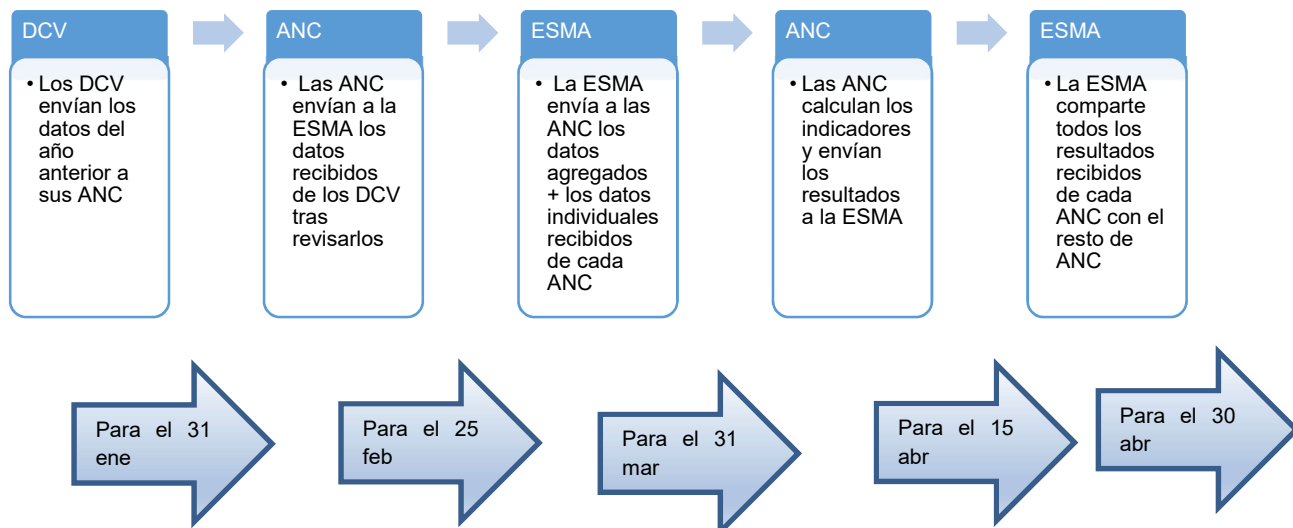 DCV
• Los DCV
envían los
datos del
año
anterior a
sus ANC
ANC
• Las ANC
envían a la
ESMA los
datos
recibidos
de los DCV
tras
revisarlos
ESMA
• La ESMA
envía a las
ANC los
datos
agregados
+ los datos
individuales
recibidos
de cada
ANC
ANC
• Las ANC
calculan los
indicadores
y envían
los
resultados
a la ESMA
ESMA
• La ESMA
comparte
todos los
resultados
recibidos
de cada
ANC con el
resto de
ANC
Para el 31
ene
Para el 25
feb
Para el 31
mar
Para el 15
abr
Para el 30
abr